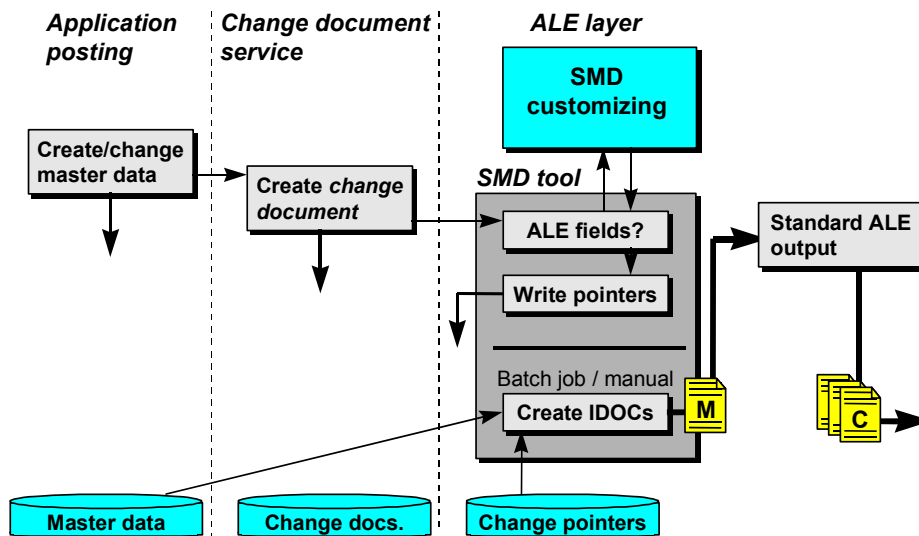 Application
posting
Change document
service
ALE layer
SMD
customizing
Create/change
master data
Create change
document
SMD tool
ALE fields?
Standard ALE
output
Write pointers
Batch job / manual
Create IDOCs
M
C
Master data
Change docs.
Change pointers